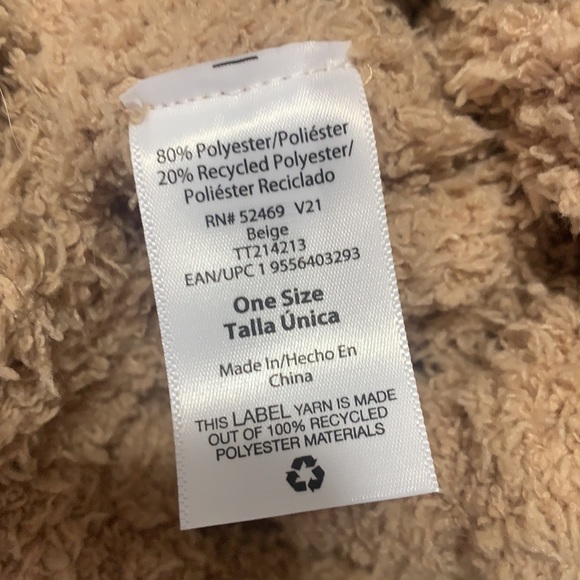 80% Polyester/Poliéster
20% Recycled Polyester/
Poliéster Reciclado
RN# 52469 V21
Beige
TT214213
EAN/UPC 1 9556403293
One Size
Talla Única
Made In/Hecho En
China
THIS LABEL YARN IS MADE
OUT OF 100% RECYCLED
POLYESTER MATERIALS